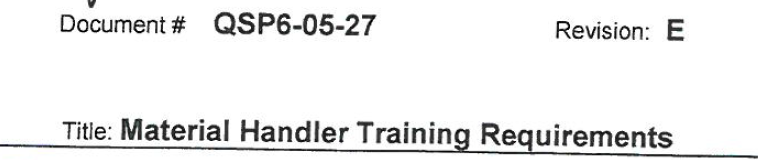 Document # QSP6-05-27 Revision: E
Title: Material Handler Training Requirements